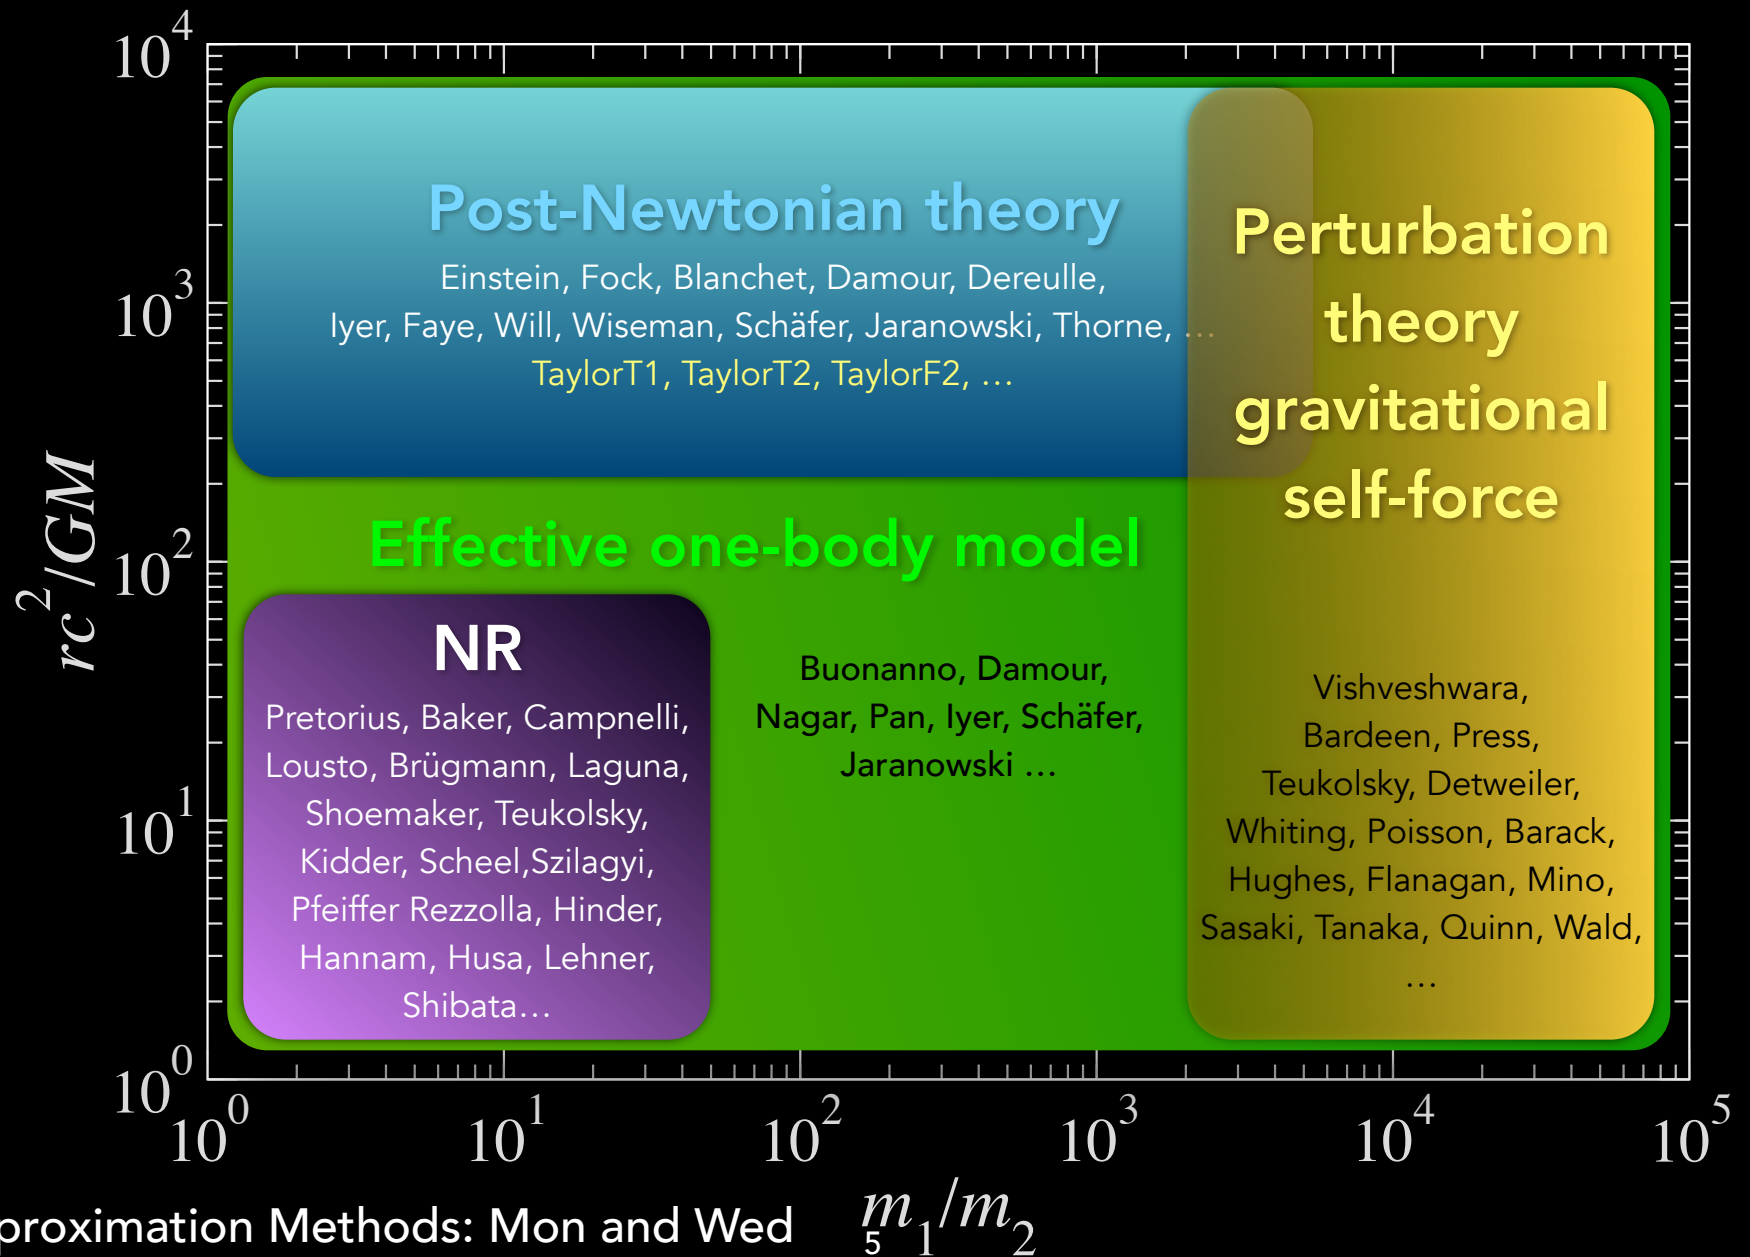 10^4
10^3
10^2
10^1
10^0
rc^2/GM
Post-Newtonian theory
Einstein, Fock, Blanchet, Damour, Dereulle,
Iyer, Faye, Will, Wiseman, Schäfer, Jaranowski, Thorne, …
TaylorT1, TaylorT2, TaylorF2, …
Perturbation
theory
gravitational
self-force
Vishveshwara,
Bardeen, Press,
Teukolsky, Detweiler,
Whiting, Poisson, Barack,
Hughes, Flanagan, Mino,
Sasaki, Tanaka, Quinn, Wald,
…
Effective one-body model
Buonanno, Damour,
Nagar, Pan, Iyer, Schäfer,
Jaranowski …
NR
Pretorius, Baker, Campnelli,
Lousto, Brügmann, Laguna,
Shoemaker, Teukolsky,
Kidder, Scheel,Szilagyi,
Pfeiffer Rezzolla, Hinder,
Hannam, Husa, Lehner,
Shibata…
10^0 10^1 10^2 10^3 10^4 10^5
m_1/m_2
proximation Methods: Mon and Wed
5